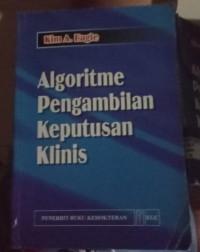 Kim A. Eagle
Algoritme
Pengambilan
Keputusan
Klinis
PENERBIT BUKU KEDOKTERAN EGC